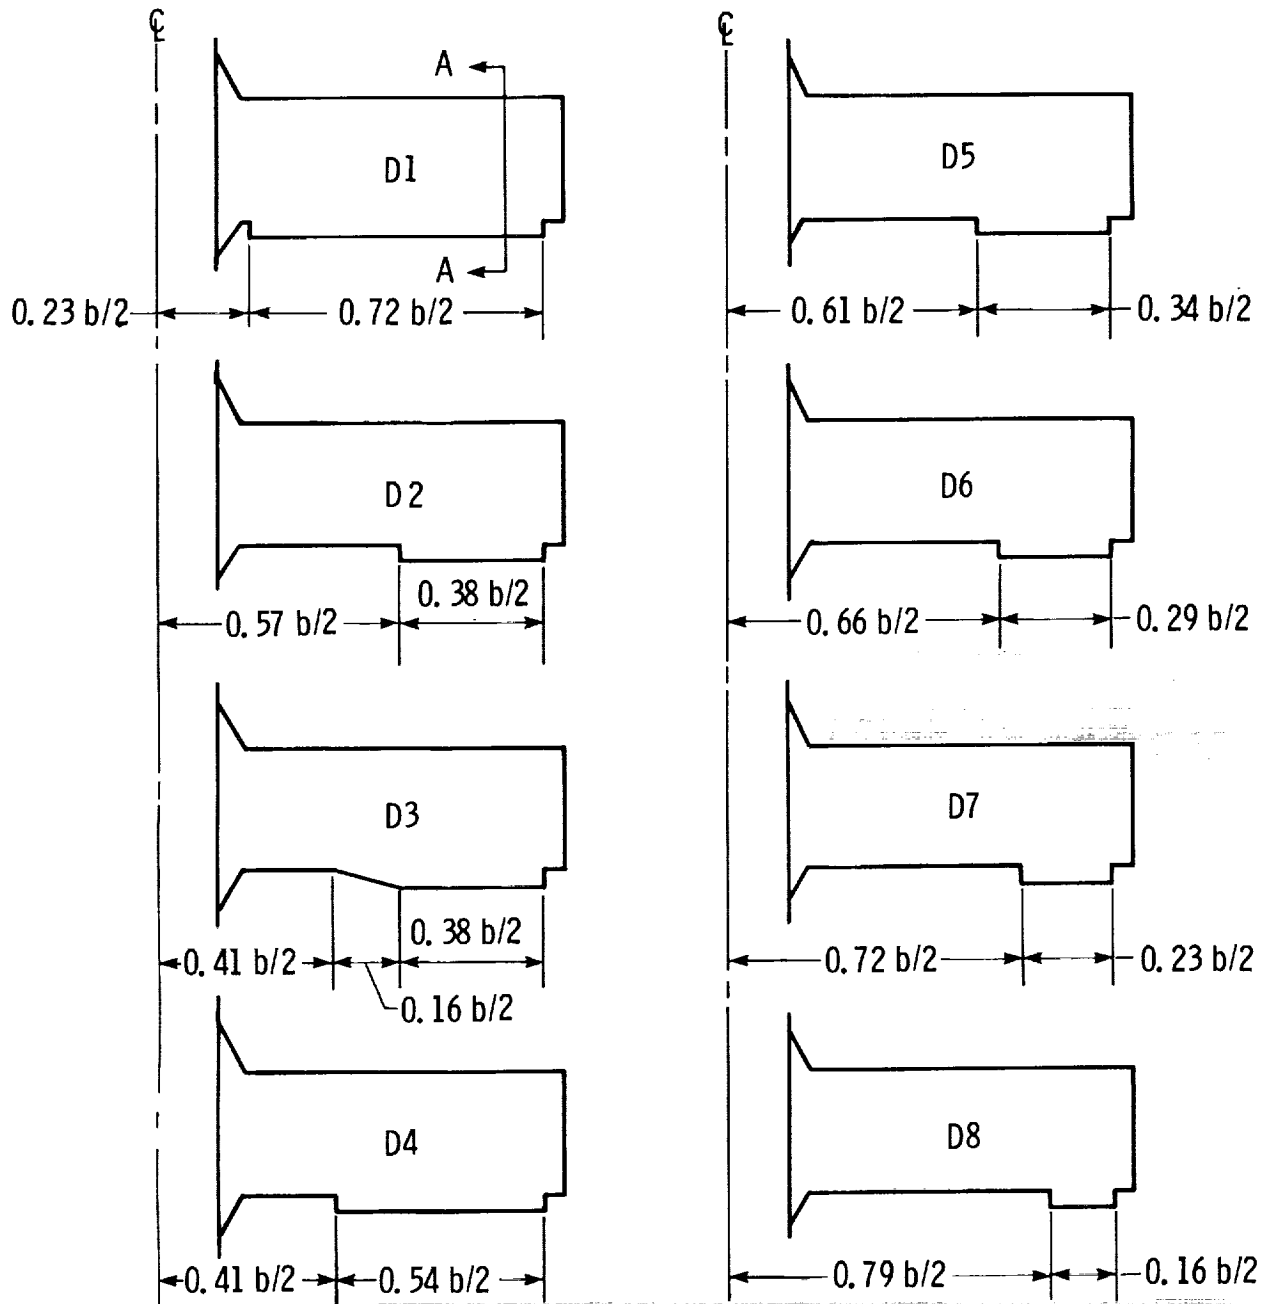 ℄
A
D1
A
0.23 b/2
0.72 b/2
D2
0.38 b/2
0.57 b/2
D3
0.38 b/2
0.41 b/2
0.16 b/2
D4
0.41 b/2
0.54 b/2
℄
D5
0.61 b/2
0.34 b/2
D6
0.66 b/2
0.29 b/2
D7
0.72 b/2
0.23 b/2
D8
0.79 b/2
0.16 b/2